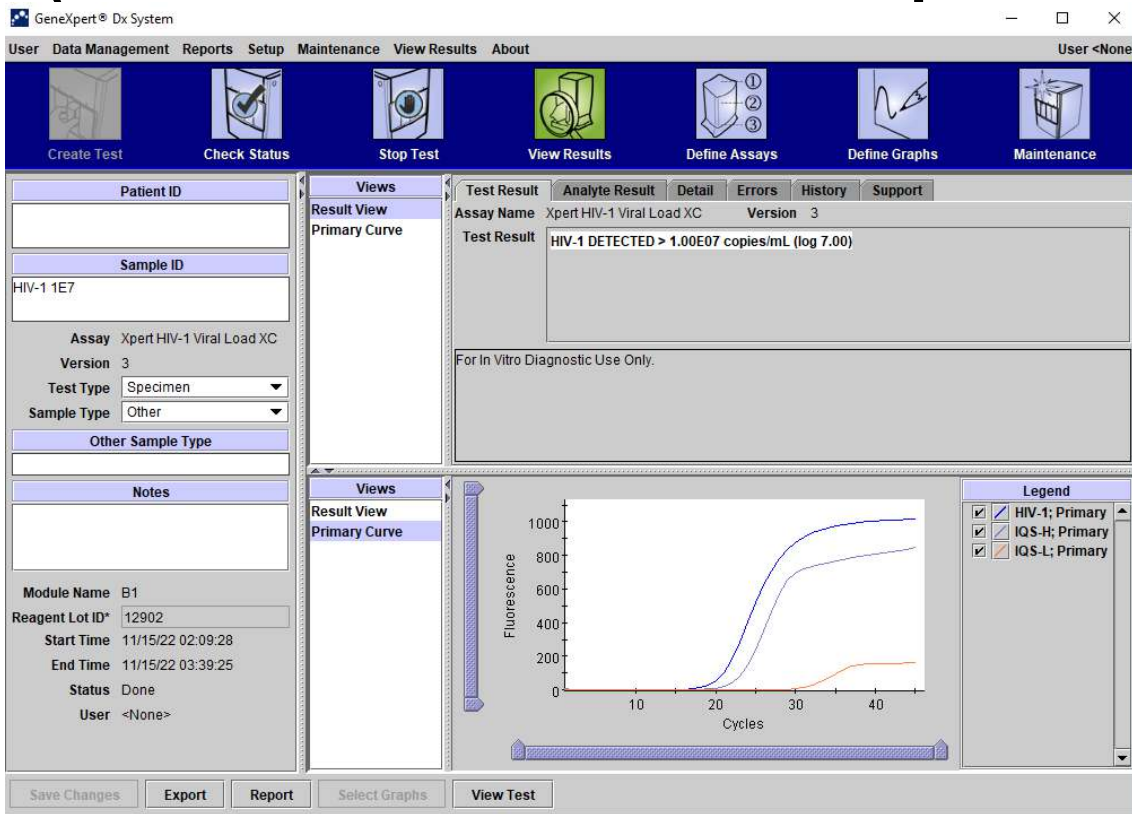 GeneXpert® Dx System
User Data Management Reports Setup Maintenance View Results About User <None
Create Test Check Status Stop Test View Results Define Assays Define Graphs Maintenance
Patient ID
Sample ID
HIV-1 1E7
Assay Xpert HIV-1 Viral Load XC
Version 3
Test Type Specimen
Sample Type Other
Other Sample Type
Notes
Module Name B1
Reagent Lot ID* 12902
Start Time 11/15/22 02:09:28
End Time 11/15/22 03:39:25
Status Done
User <None>
Views
Result View
Primary Curve
Test Result Analyte Result Detail Errors History Support
Assay Name Xpert HIV-1 Viral Load XC Version 3
Test Result HIV-1 DETECTED > 1.00E07 copies/mL (log 7.00)
For In Vitro Diagnostic Use Only.
Views
Result View
Primary Curve
Fluorescence
1000
800
600
400
200
0
10 20 30 40
Cycles
Legend
HIV-1; Primary
IQS-H; Primary
IQS-L; Primary
Save Changes Export Report Select Graphs View Test
①
②
③